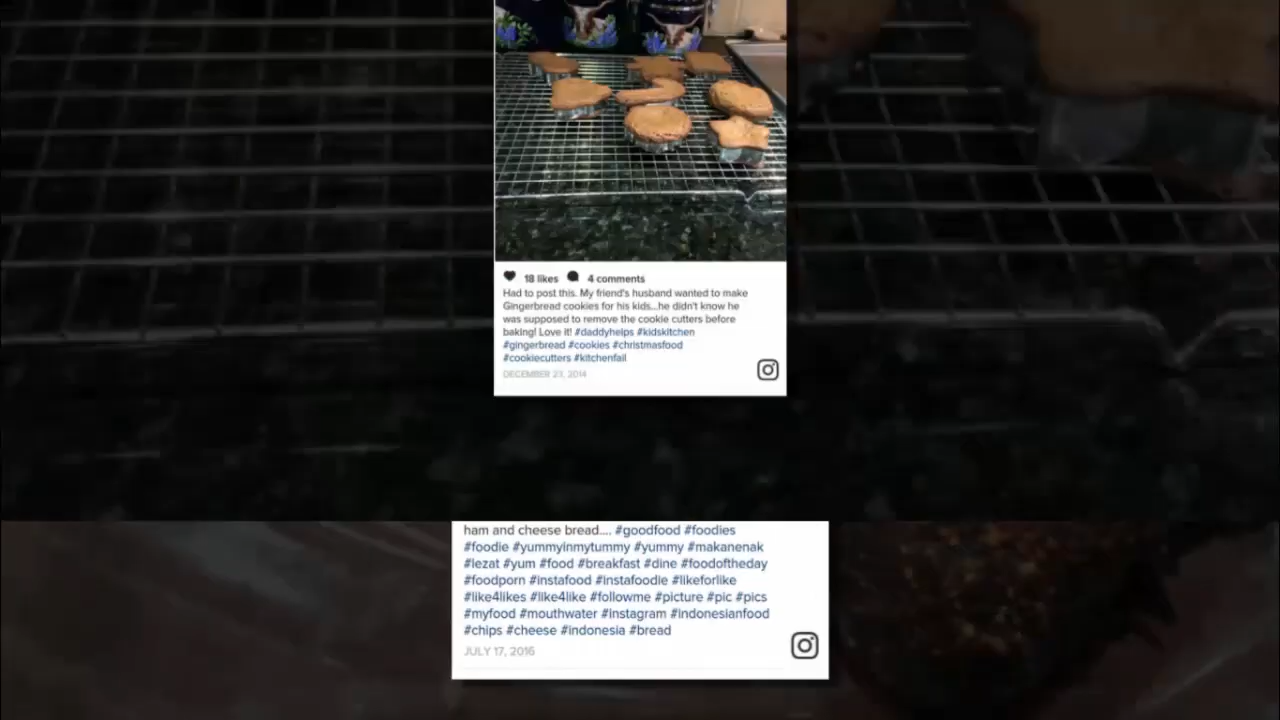 18 likes 4 comments
Had to post this. My friend's husband wanted to make
Gingerbread cookies for his kids...he didn't know he
was supposed to remove the cookie cutters before
baking! Love it! #daddyhelps #kidskitchen
#gingerbread #cookies #christmasfood
#cookiecutters #kitchenfail
DECEMBER 23, 2014
ham and cheese bread.... #goodfood #foodies
#foodie #yummyinmytummy #yummy #makanenak
#lezat #yum #food #breakfast #dine #foodoftheday
#foodporn #instafood #instafoodie #likeforlike
#like4likes #like4like #followme #picture #pic #pics
#myfood #mouthwater #instagram #indonesianfood
#chips #cheese #indonesia #bread
JULY 17, 2016